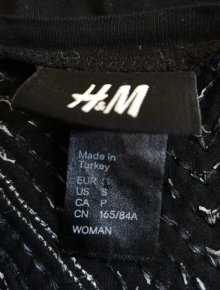 H&M
Made in
Turkey
EUR
US S
CA P
CN 165/84A
WOMAN